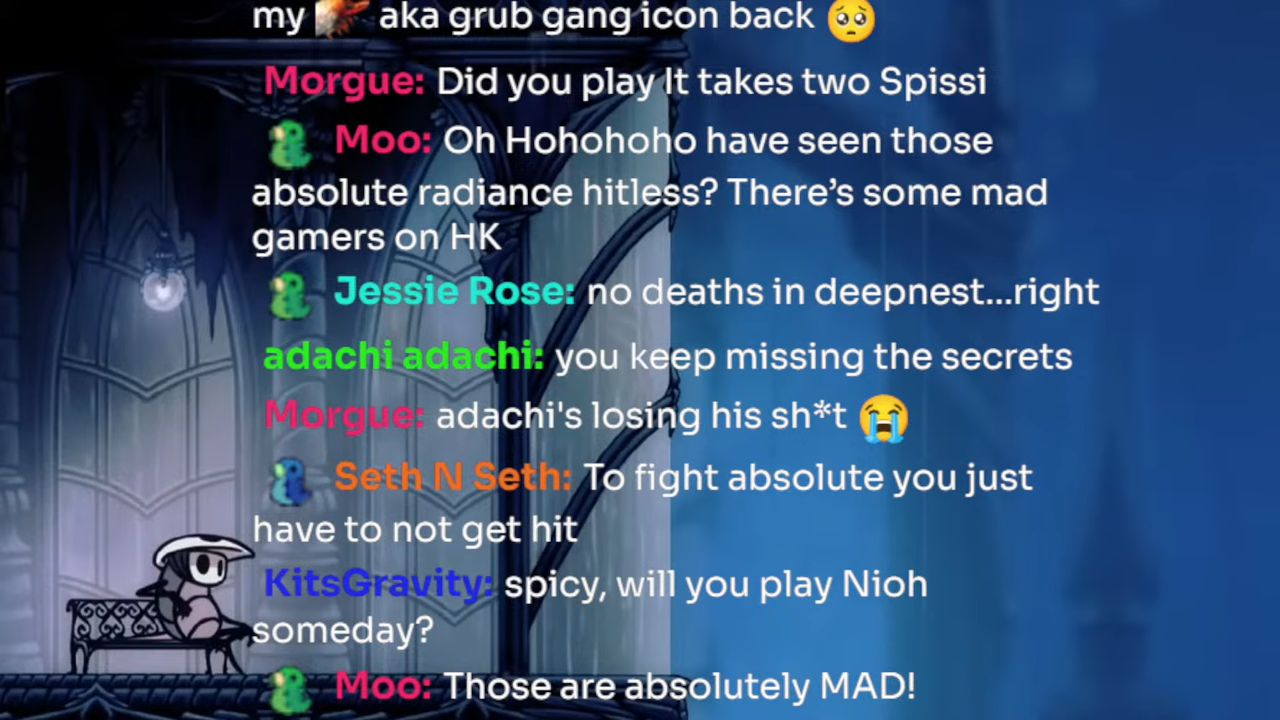 my aka grub gang icon back 🥺
Morgue: Did you play It takes two Spissi
Moo: Oh Hohohoho have seen those
absolute radiance hitless? There’s some mad
gamers on HK
Jessie Rose: no deaths in deepnest...right
adachi adachi: you keep missing the secrets
Morgue: adachi's losing his sh*t 😭
Seth N Seth: To fight absolute you just
have to not get hit
KitsGravity: spicy, will you play Nioh
someday?
Moo: Those are absolutely MAD!